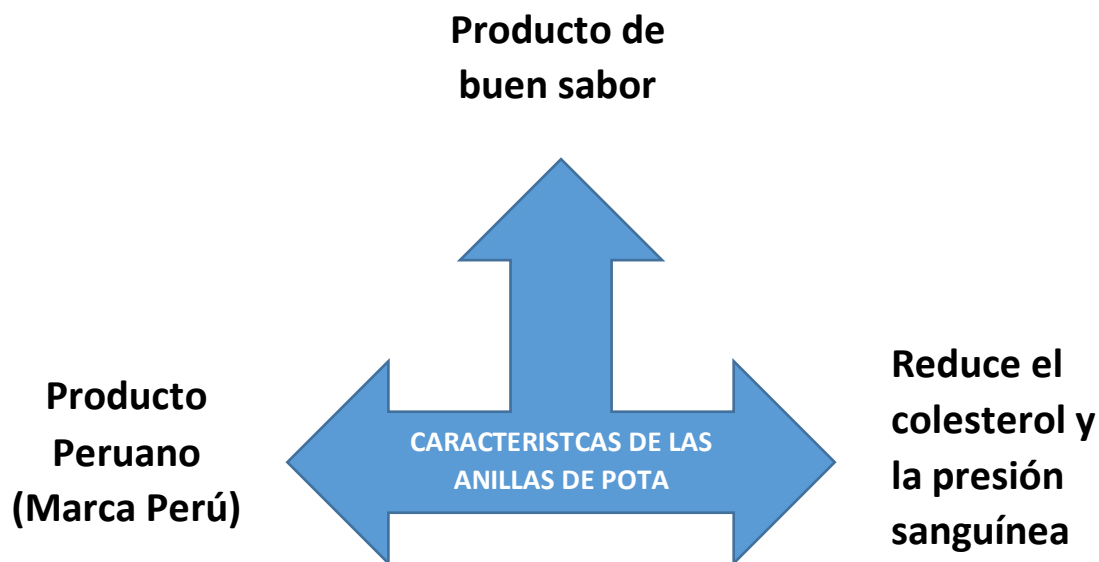 Producto de
buen sabor
Producto
Peruano
(Marca Perú)
CARACTERISTCAS DE LAS
ANILLAS DE POTA
Reduce el
colesterol y
la presión
sanguínea